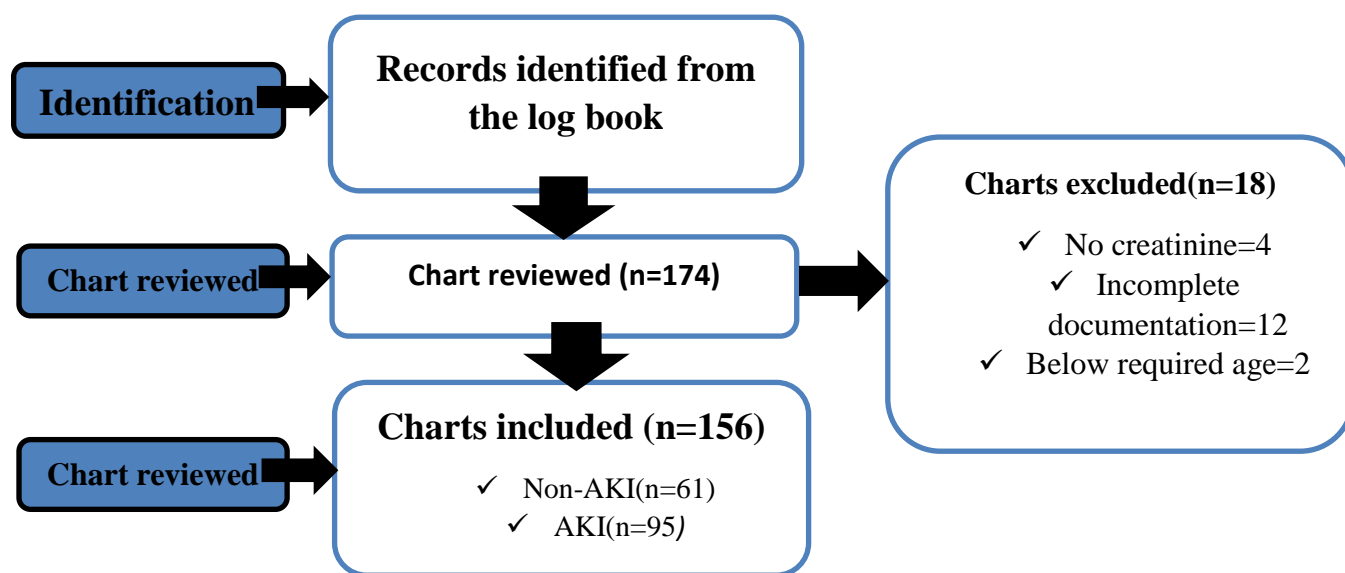 Identification
Records identified from
the log book
Charts excluded(n=18)
✓ No creatinine=4
✓ Incomplete
documentation=12
✓ Below required age=2
Chart reviewed
Chart reviewed (n=174)
Chart reviewed
Charts included (n=156)
✓ Non-AKI(n=61)
✓ AKI(n=95)